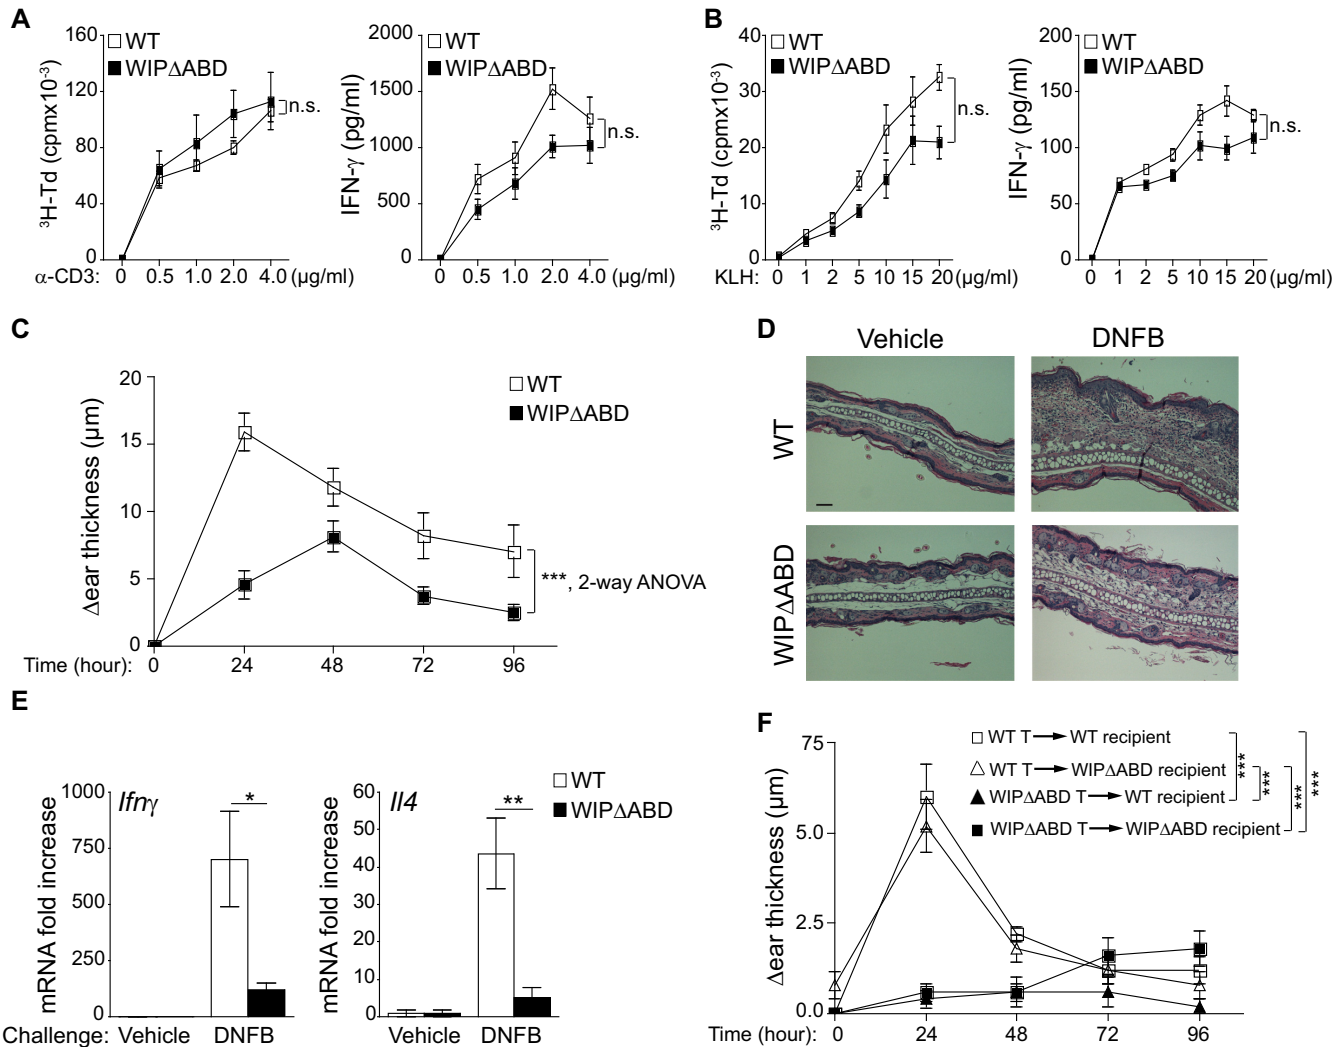 A
160
120
80
40
0
³H-Td (cpmx10⁻³)
WT
WIPΔABD
n.s.
α-CD3: 0 0.5 1.0 2.0 4.0 (μg/ml)
2000
1500
1000
500
0
IFN-γ (pg/ml)
WT
WIPΔABD
n.s.
0 0.5 1.0 2.0 4.0 (μg/ml)
B
40
30
20
10
0
³H-Td (cpmx10⁻³)
WT
WIPΔABD
n.s.
KLH: 0 1 2 5 10 15 20 (μg/ml)
200
150
100
50
0
IFN-γ (pg/ml)
WT
WIPΔABD
n.s.
0 1 2 5 10 15 20 (μg/ml)
C
20
15
10
5
0
Δear thickness (μm)
WT
WIPΔABD
***, 2-way ANOVA
Time (hour): 0 24 48 72 96
D
Vehicle DNFB
WT
WIPΔABD
E
1000
750
500
250
0
mRNA fold increase
Ifnγ
*
Challenge: Vehicle DNFB
60
50
40
30
20
10
0
mRNA fold increase
Il4
**
WT
WIPΔABD
Vehicle DNFB
F
75
5.0
2.5
0.0
Δear thickness (μm)
WT T WT recipient
WT T WIPΔABD recipient
WIPΔABD T WT recipient
WIPΔABD T WIPΔABD recipient
***
***
***
***
Time (hour): 0 24 48 72 96